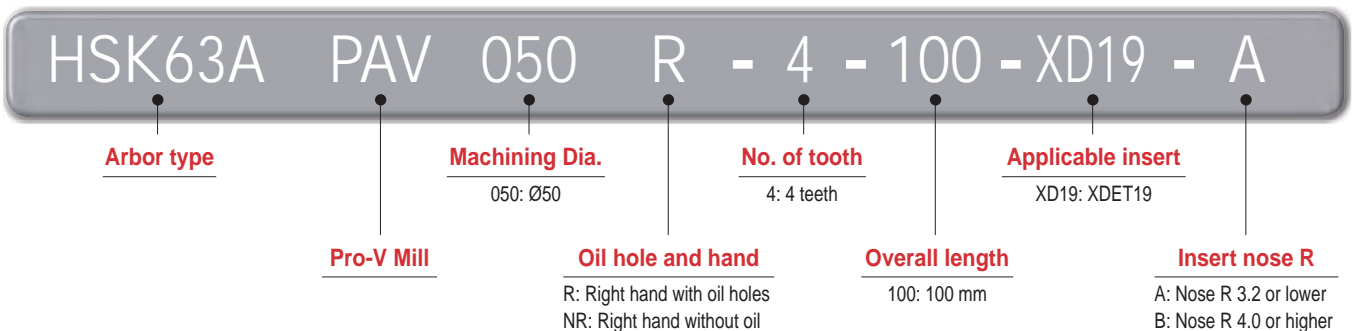 HSK63A PAV 050 R - 4 - 100 - XD19 - A
Arbor type
Machining Dia.
050: Ø50
No. of tooth
4: 4 teeth
Applicable insert
XD19: XDET19
Pro-V Mill
Oil hole and hand
R: Right hand with oil holes
NR: Right hand without oil
Overall length
100: 100 mm
Insert nose R
A: Nose R 3.2 or lower
B: Nose R 4.0 or higher